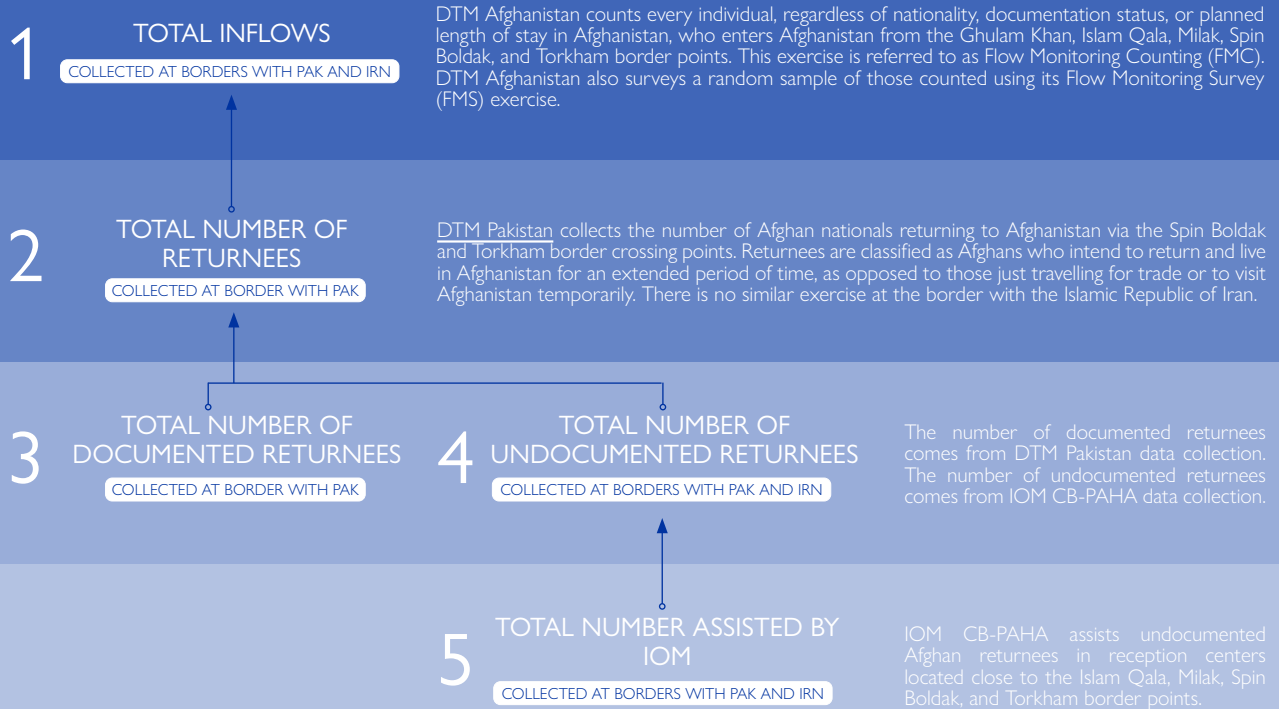 1
TOTAL INFLOWS
COLLECTED AT BORDERS WITH PAK AND IRN
DTM Afghanistan counts every individual, regardless of nationality, documentation status, or planned
length of stay in Afghanistan, who enters Afghanistan from the Ghulam Khan, Islam Qala, Milak, Spin
Boldak, and Torkham border points. This exercise is referred to as Flow Monitoring Counting (FMC).
DTM Afghanistan also surveys a random sample of those counted using its Flow Monitoring Survey
(FMS) exercise.
2
TOTAL NUMBER OF
RETURNEES
COLLECTED AT BORDER WITH PAK
DTM Pakistan collects the number of Afghan nationals returning to Afghanistan via the Spin Boldak
and Torkham border crossing points. Returnees are classified as Afghans who intend to return and live
in Afghanistan for an extended period of time, as opposed to those just travelling for trade or to visit
Afghanistan temporarily. There is no similar exercise at the border with the Islamic Republic of Iran.
3
TOTAL NUMBER OF
DOCUMENTED RETURNEES
COLLECTED AT BORDER WITH PAK
4
TOTAL NUMBER OF
UNDOCUMENTED RETURNEES
COLLECTED AT BORDERS WITH PAK AND IRN
The number of documented returnees
comes from DTM Pakistan data collection.
The number of undocumented returnees
comes from IOM CB-PAHA data collection.
5
TOTAL NUMBER ASSISTED BY
IOM
COLLECTED AT BORDERS WITH PAK AND IRN
IOM CB-PAHA assists undocumented
Afghan returnees in reception centers
located close to the Islam Qala, Milak, Spin
Boldak, and Torkham border points.